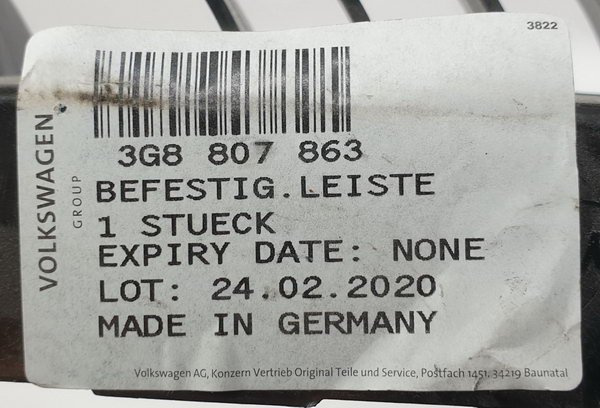 3822
VOLKSWAGEN
GROUP
3G8 807 863
BEFESTIG.LEISTE
1 STUECK
EXPIRY DATE: NONE
LOT: 24.02.2020
MADE IN GERMANY
Volkswagen AG, Konzern Vertrieb Original Teile und Service, Postfach 1451, 34219 Baunatal